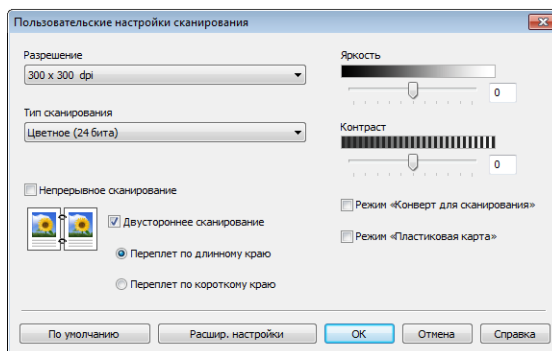 Пользовательские настройки сканирования
Разрешение
300 x 300 dpi
Тип сканирования
Цветное (24 бита)
Непрерывное сканирование
Двустороннее сканирование
Переплет по длинному краю
Переплет по короткому краю
Яркость
0
Контраст
0
Режим «Конверт для сканирования»
Режим «Пластиковая карта»
По умолчанию
Расшир. настройки
OK
Отмена
Справка